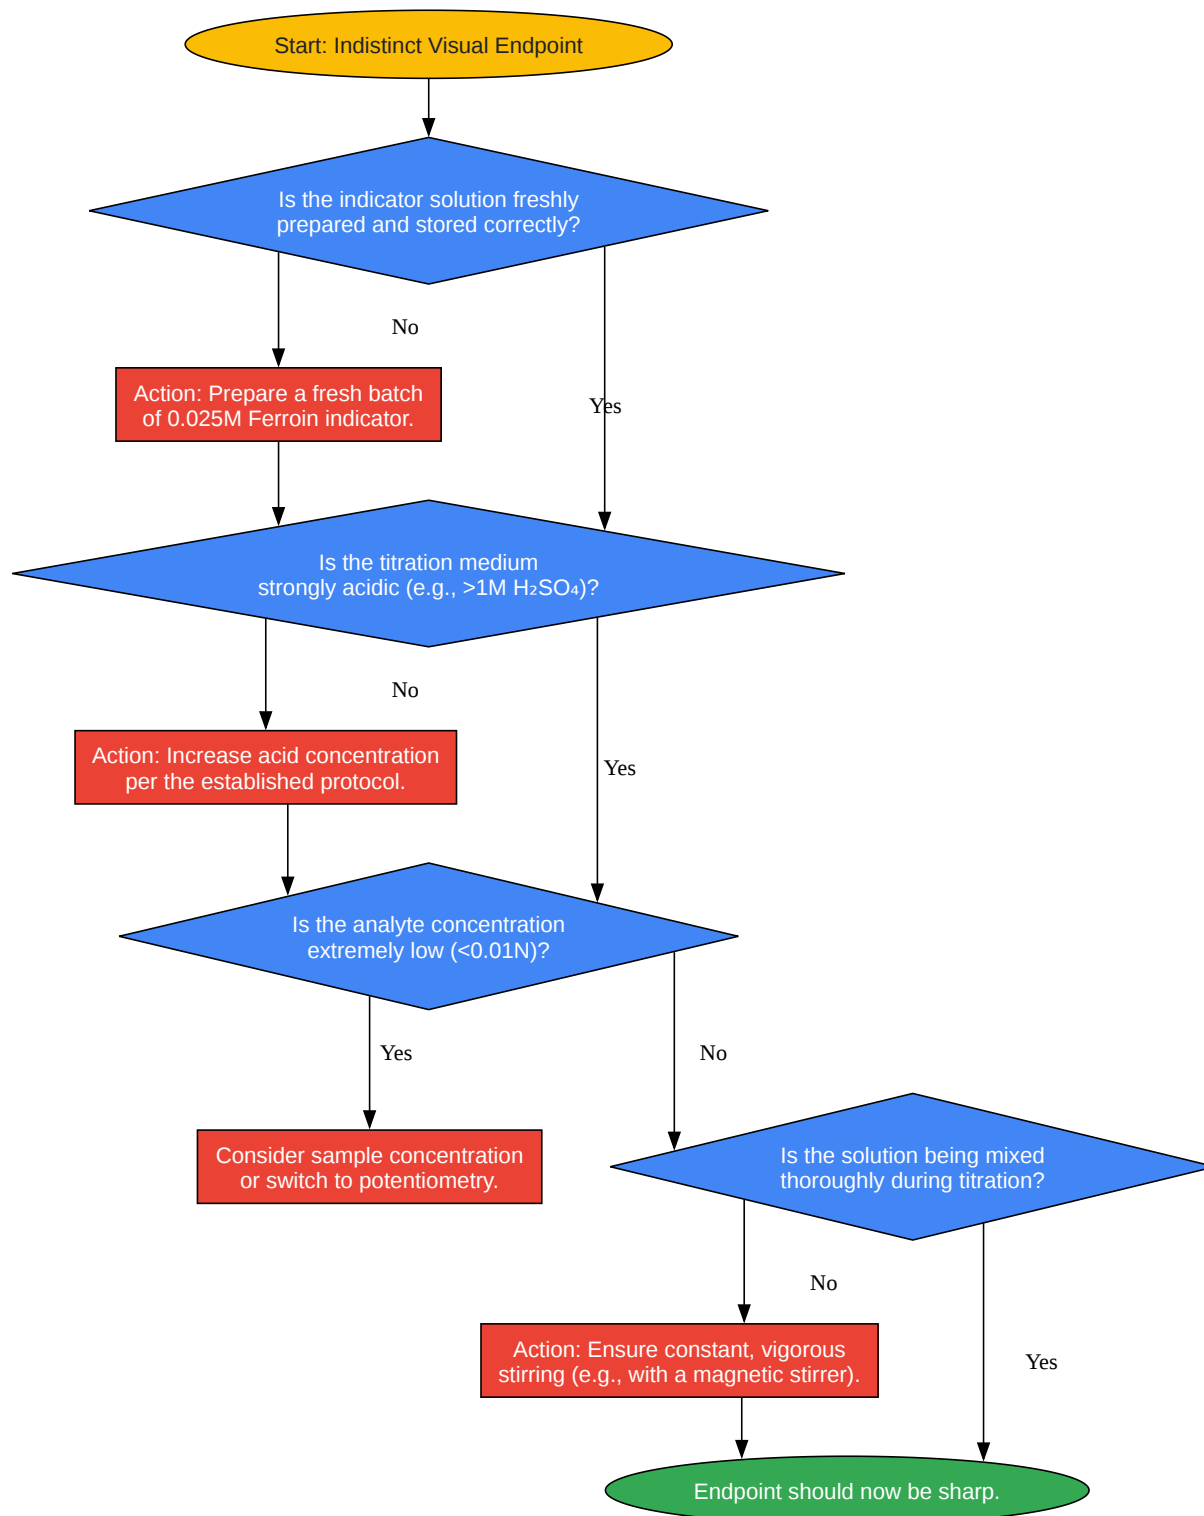 Start: Indistinct Visual Endpoint
Is the indicator solution freshly
prepared and stored correctly?
No
Action: Prepare a fresh batch
of 0.025M Ferroin indicator.
Yes
Is the titration medium
strongly acidic (e.g., >1M H₂SO₄)?
No
Action: Increase acid concentration
per the established protocol.
Yes
Is the analyte concentration
extremely low (<0.01N)?
Yes
No
Consider sample concentration
or switch to potentiometry.
Is the solution being mixed
thoroughly during titration?
No
Action: Ensure constant, vigorous
stirring (e.g., with a magnetic stirrer).
Yes
Endpoint should now be sharp.